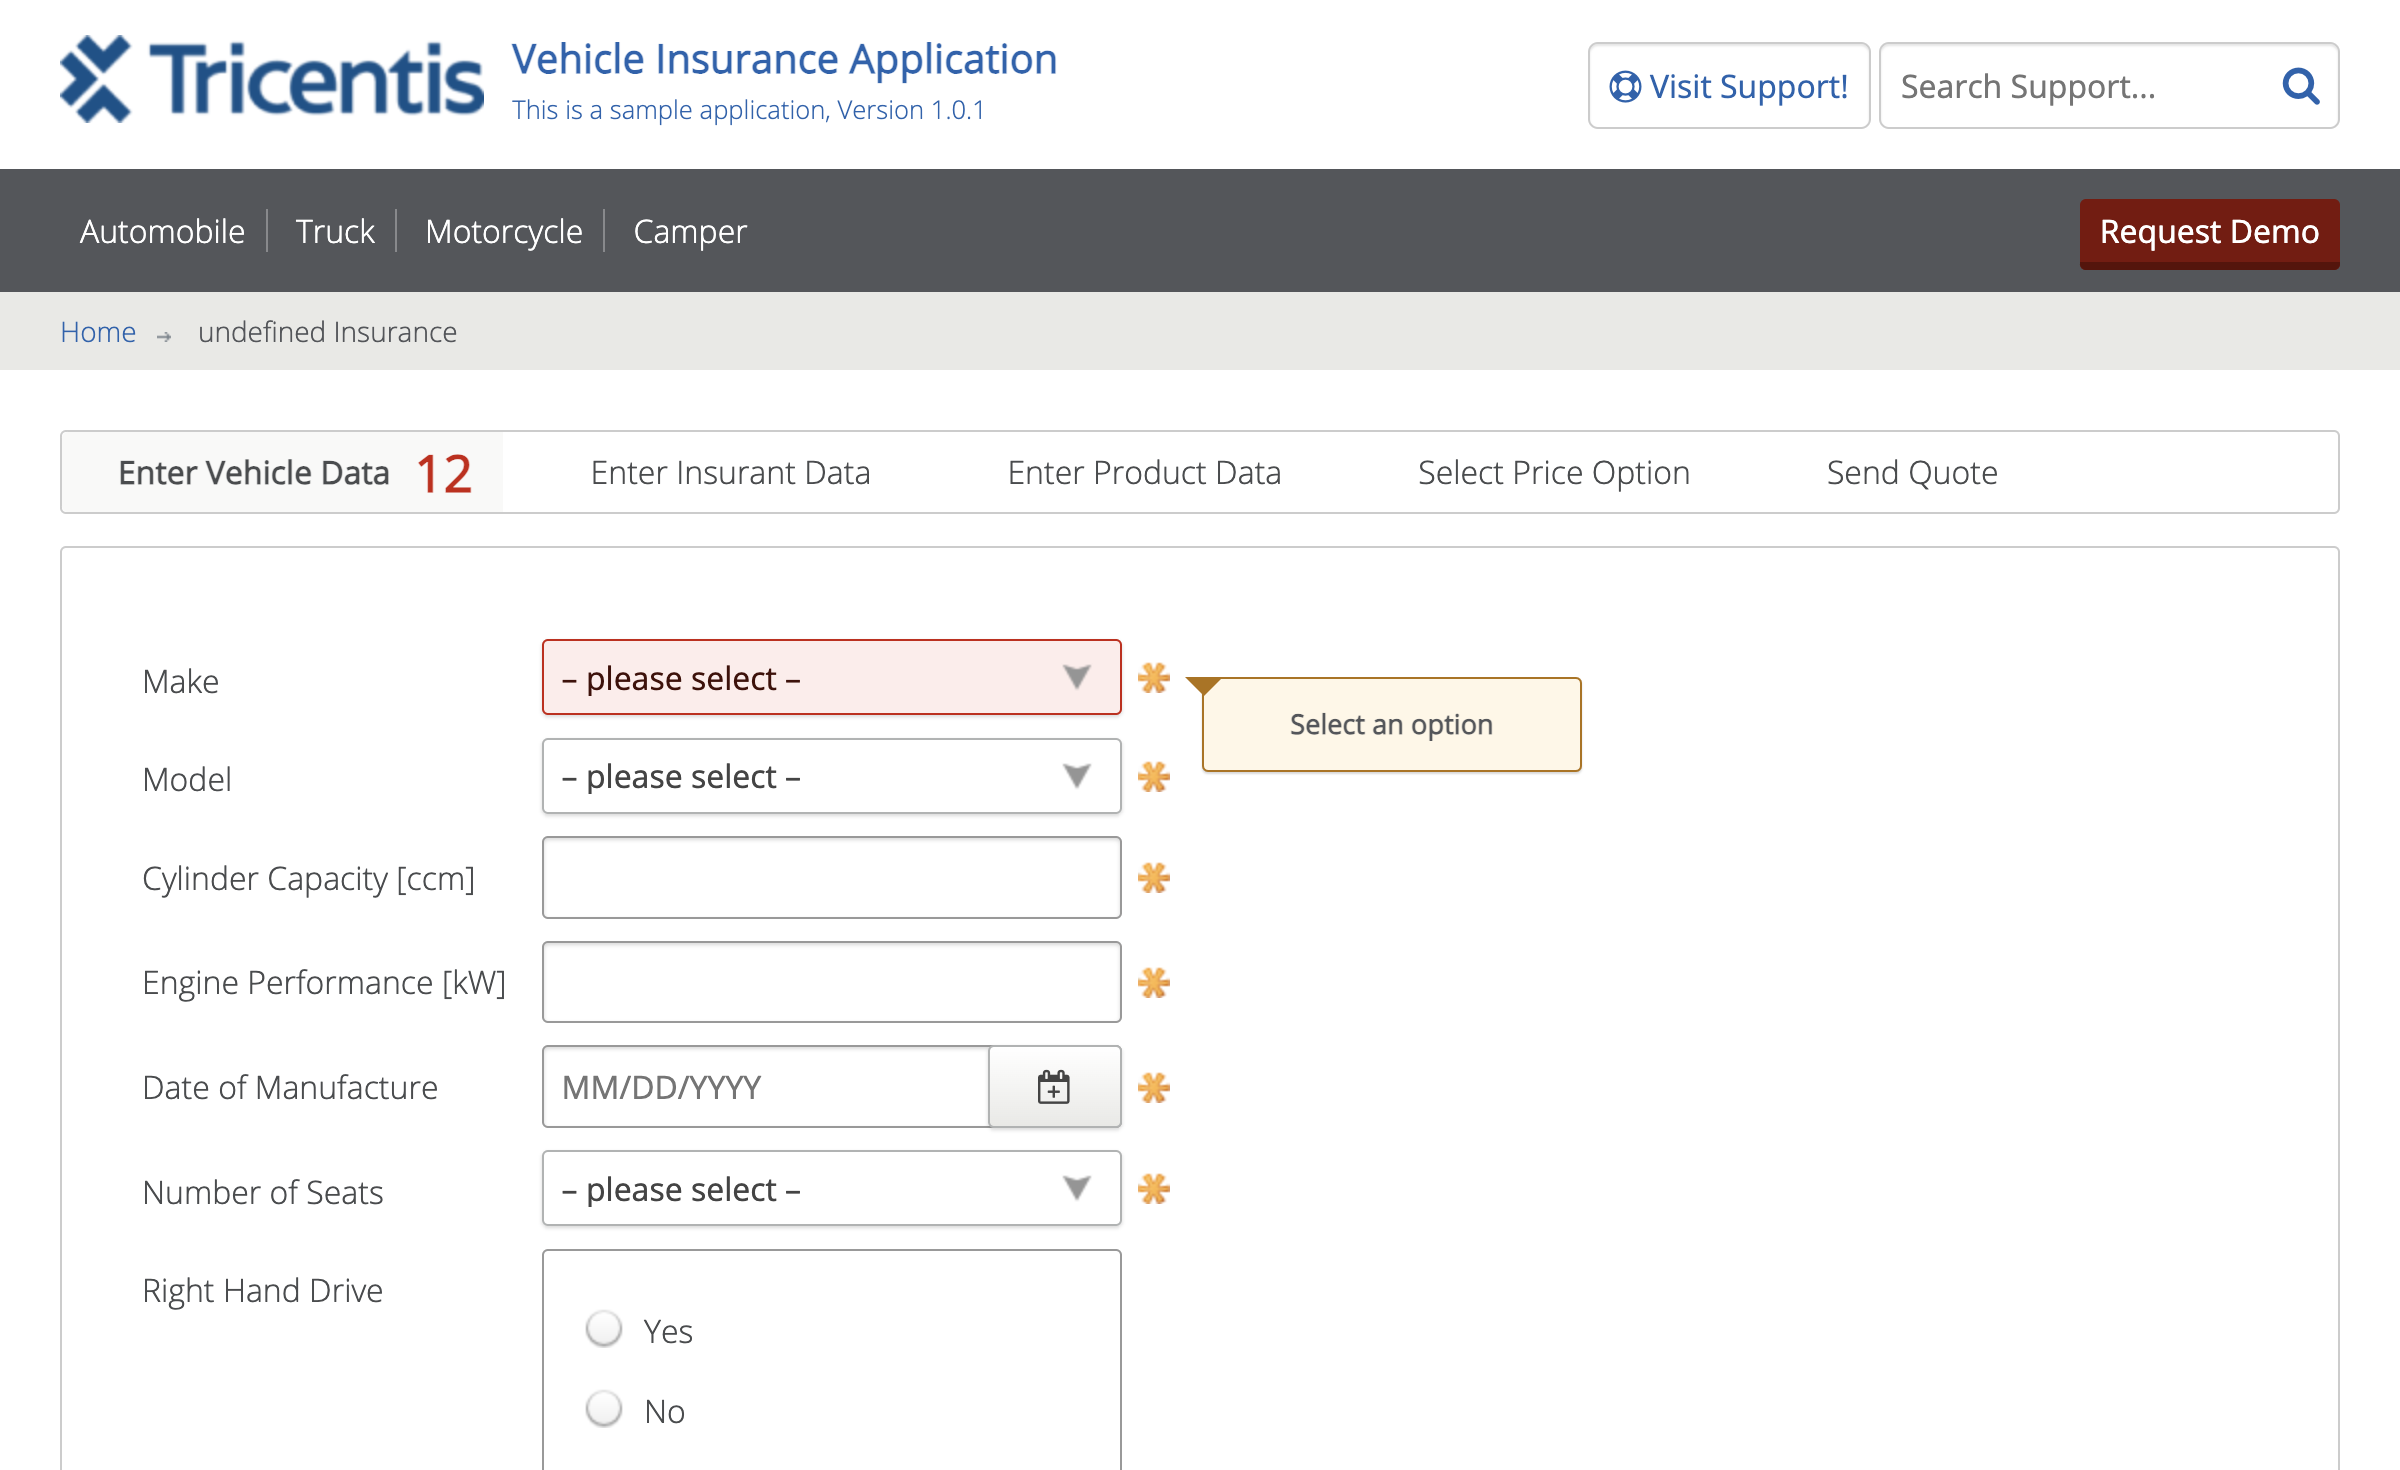 Tricentis
Vehicle Insurance Application
This is a sample application, Version 1.0.1
Visit Support!
Search Support...
Automobile
Truck
Motorcycle
Camper
Request Demo
Home
undefined Insurance
Enter Vehicle Data 12
Enter Insurant Data
Enter Product Data
Select Price Option
Send Quote
Make
– please select –
Select an option
Model
– please select –
Cylinder Capacity [ccm]
Engine Performance [kW]
Date of Manufacture
MM/DD/YYYY
Number of Seats
– please select –
Right Hand Drive
Yes
No